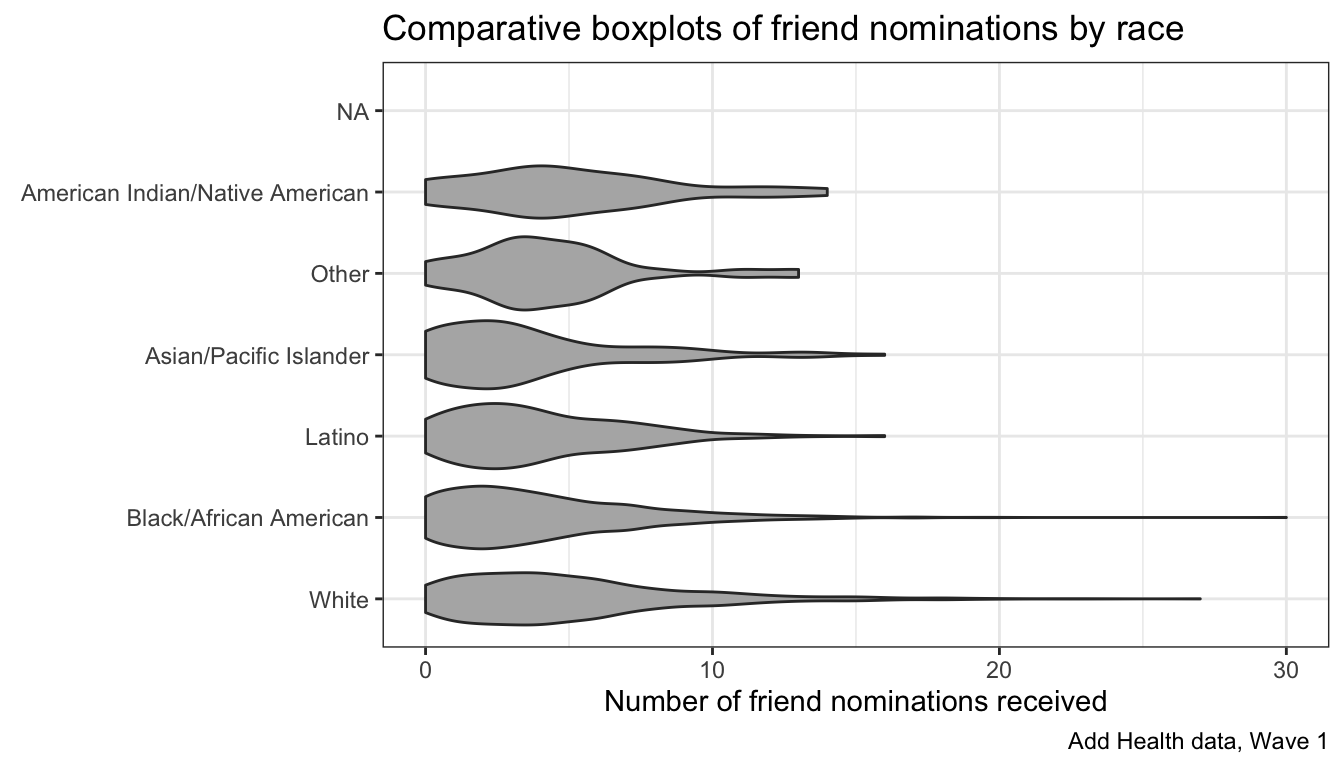 Comparative boxplots of friend nominations by race
NA
American Indian/Native American
Other
Asian/Pacific Islander
Latino
Black/African American
White
0 10 20 30
Number of friend nominations received
Add Health data, Wave 1